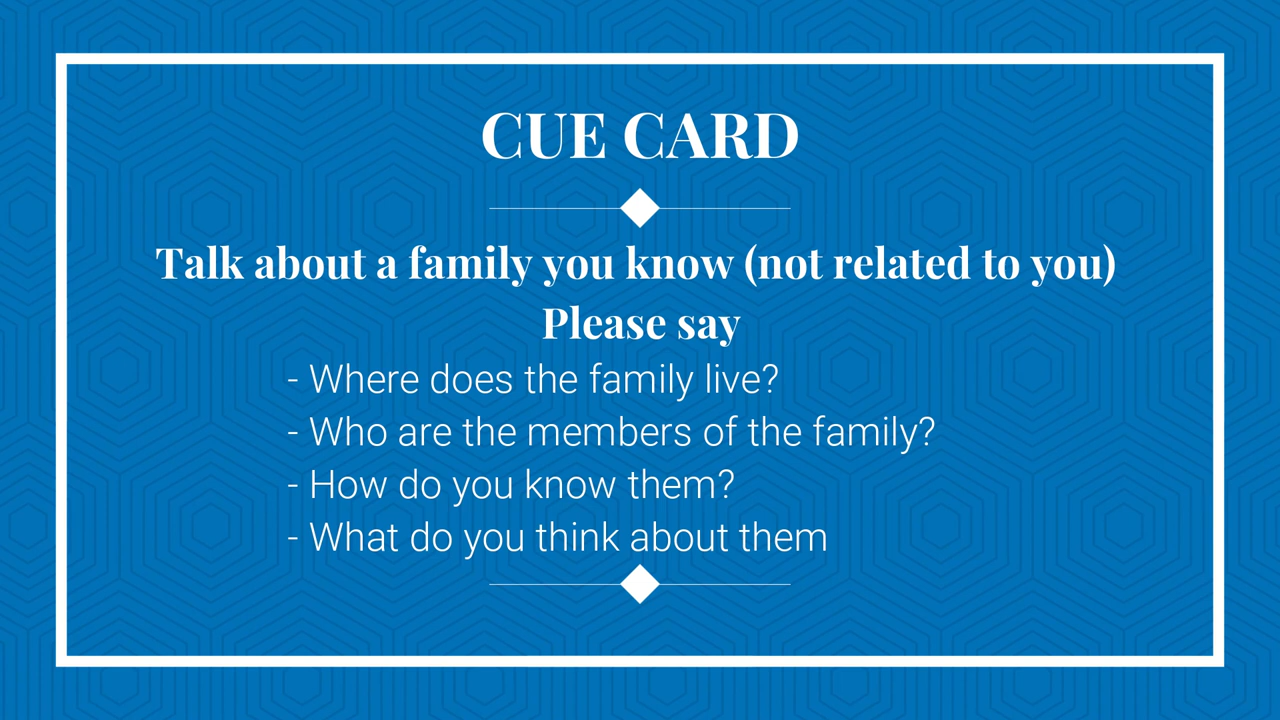 CUE CARD
Talk about a family you know (not related to you)
Please say
- Where does the family live?
- Who are the members of the family?
- How do you know them?
- What do you think about them